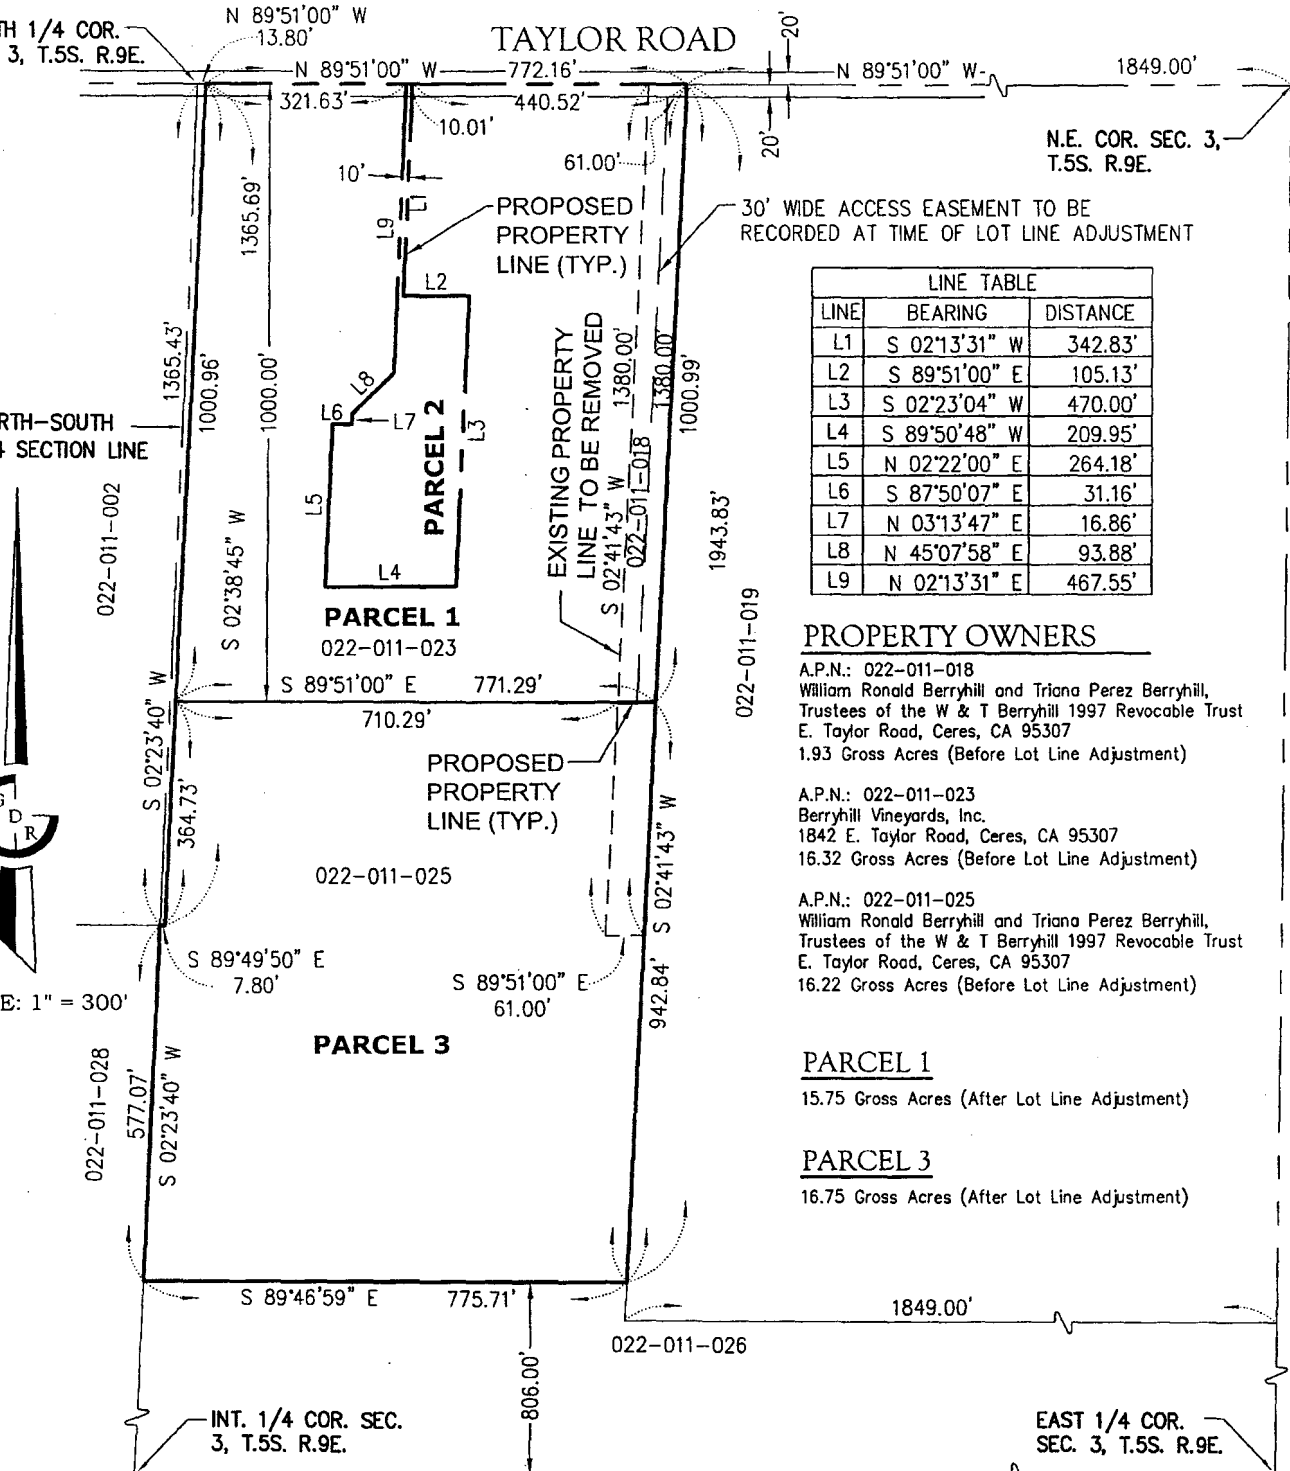 N 89°51'00" W
13.80'
TH 1/4 COR.
3, T.5S. R.9E.
TAYLOR ROAD
20'
N 89°51'00" W 772.16'
N 89°51'00" W
1849.00'
321.63'
440.52'
10.01'
20'
61.00'
10'
N.E. COR. SEC. 3,
T.5S. R.9E.
1365.69'
L1
L9
PROPOSED
PROPERTY
LINE (TYP.)
30' WIDE ACCESS EASEMENT TO BE
RECORDED AT TIME OF LOT LINE ADJUSTMENT
L2
LINE TABLE
LINE BEARING DISTANCE
L1 S 02°13'31" W 342.83'
L2 S 89°51'00" E 105.13'
L3 S 02°23'04" W 470.00'
L4 S 89°50'48" W 209.95'
L5 N 02°22'00" E 264.18'
L6 S 87°50'07" E 31.16'
L7 N 03°13'47" E 16.86'
L8 N 45°07'58" E 93.88'
L9 N 02°13'31" E 467.55'
1365.43'
1000.96'
1000.00'
EXISTING PROPERTY
LINE TO BE REMOVED
1380.00'
1380.00'
1000.99'
L8
L6
L7
L3
PARCEL 2
RTH-SOUTH
4 SECTION LINE
022-011-002
S 02°38'45" W
L5
L4
S 02°41'43" W
022-011-018
1943.83'
022-011-019
PARCEL 1
022-011-023
S 89°51'00" E 771.29'
710.29'
PROPERTY OWNERS
A.P.N.: 022-011-018
William Ronald Berryhill and Triana Perez Berryhill,
Trustees of the W & T Berryhill 1997 Revocable Trust
E. Taylor Road, Ceres, CA 95307
1.93 Gross Acres (Before Lot Line Adjustment)
A.P.N.: 022-011-023
Berryhill Vineyards, Inc.
1842 E. Taylor Road, Ceres, CA 95307
16.32 Gross Acres (Before Lot Line Adjustment)
A.P.N.: 022-011-025
William Ronald Berryhill and Triana Perez Berryhill,
Trustees of the W & T Berryhill 1997 Revocable Trust
E. Taylor Road, Ceres, CA 95307
16.22 Gross Acres (Before Lot Line Adjustment)
S 02°23'40" W
364.73'
PROPOSED
PROPERTY
LINE (TYP.)
D
R
022-011-025
S 02°41'43" W
S 89°49'50" E
7.80'
S 89°51'00" E
61.00'
942.84'
E: 1" = 300'
PARCEL 3
022-011-028
577.07'
S 02°23'40" W
PARCEL 1
15.75 Gross Acres (After Lot Line Adjustment)
PARCEL 3
16.75 Gross Acres (After Lot Line Adjustment)
S 89°46'59" E 775.71'
1849.00'
022-011-026
806.00'
INT. 1/4 COR. SEC.
3, T.5S. R.9E.
EAST 1/4 COR.
SEC. 3, T.5S. R.9E.